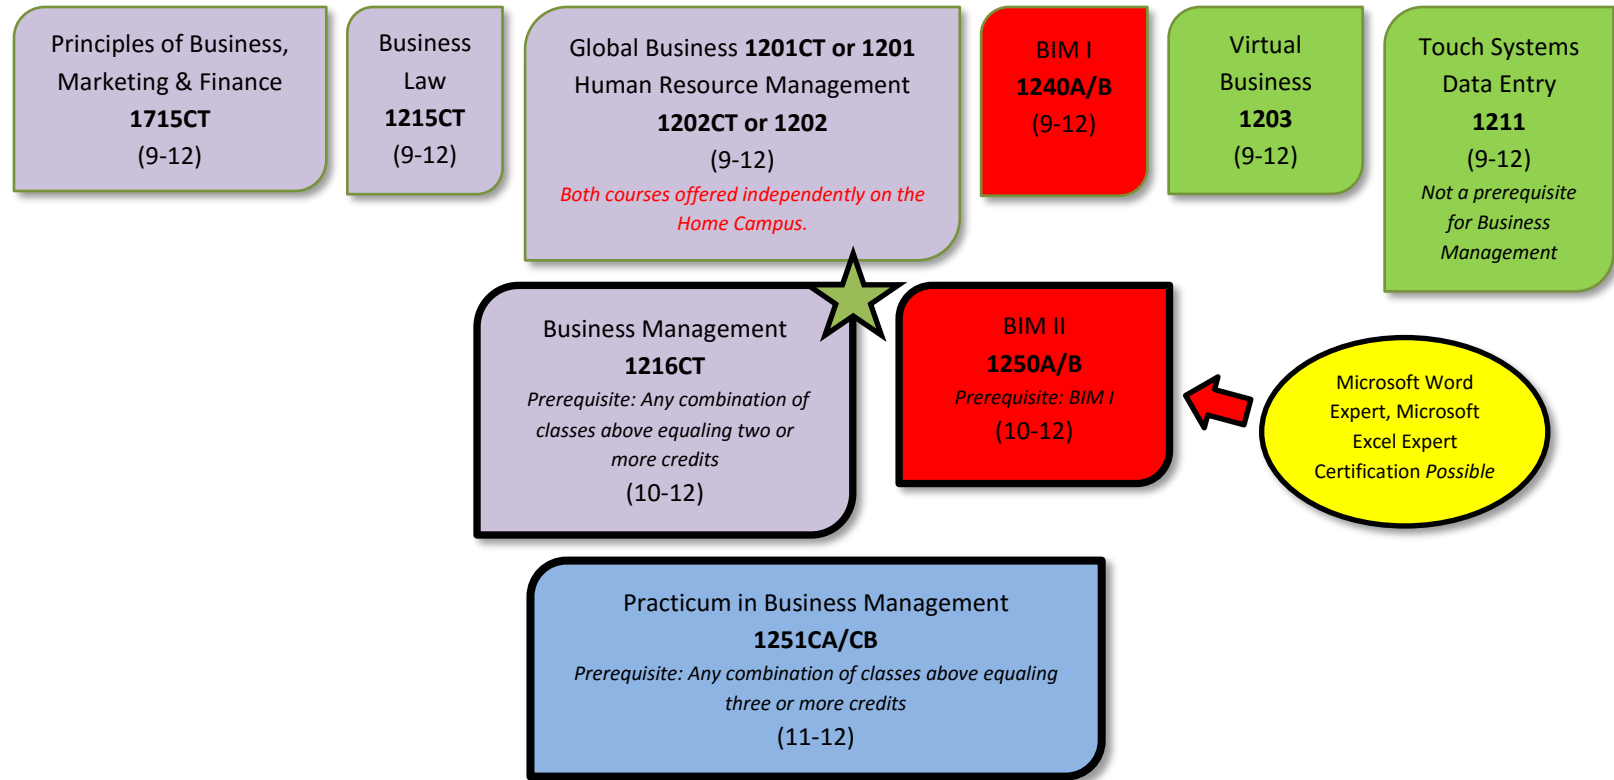 Principles of Business,
Marketing & Finance
1715CT
(9-12)
Business
Law
1215CT
(9-12)
Global Business 1201CT or 1201
Human Resource Management
1202CT or 1202
(9-12)
Both courses offered independently on the
Home Campus.
BIM I
1240A/B
(9-12)
Virtual
Business
1203
(9-12)
Touch Systems
Data Entry
1211
(9-12)
Not a prerequisite
for Business
Management
Business Management
1216CT
Prerequisite: Any combination of
classes above equaling two or
more credits
(10-12)
BIM II
1250A/B
Prerequisite: BIM I
(10-12)
Microsoft Word
Expert, Microsoft
Excel Expert
Certification Possible
Practicum in Business Management
1251CA/CB
Prerequisite: Any combination of classes above equaling
three or more credits
(11-12)